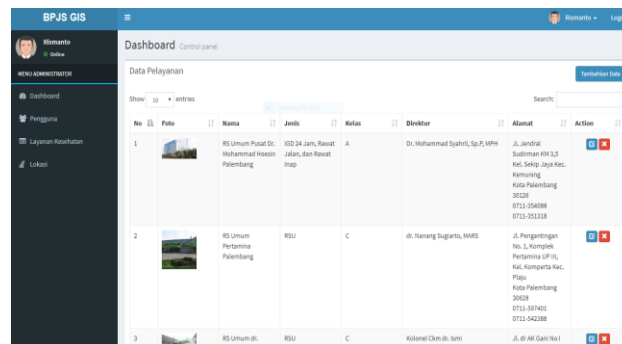 BPJS GIS
Rismanto
Rismanto
Online
Dashboard Control panel
MENU ADMINISTRATOR
Dashboard
Pengguna
Layanan Kesehatan
Lokasi
Data Pelayanan
Tambahkan Data
Show 10 entries
Search:
No Foto Nama Jenis Kelas Direktur Alamat Action
1 RS Umum Pusat Dr. IGD 24 Jam, Rawat A Dr. Mohammad Syahril, Sp.P, MPH JL Jendral
Mohammad Hoesin Jalan, dan Rawat Sudirman KM 3,5
Palembang Inap Kel. Sekip Jaya Kec.
Kemuning
Kota Palembang
30126
0711-354088
0711-351318
2 RS Umum RSU C dr. Nanang Sugiarto, MARS Jl. Pengantingan
Pertamina No. 1, Komplek
Palembang Pertamina UP III,
Kel. Komperta Kec.
Plaju
Kota Palembang
30628
0711-597401
0711-542388
3 RS Umum dr. RSU C Kolonel Ckm dr. Ismi JL dr AK Gani No I